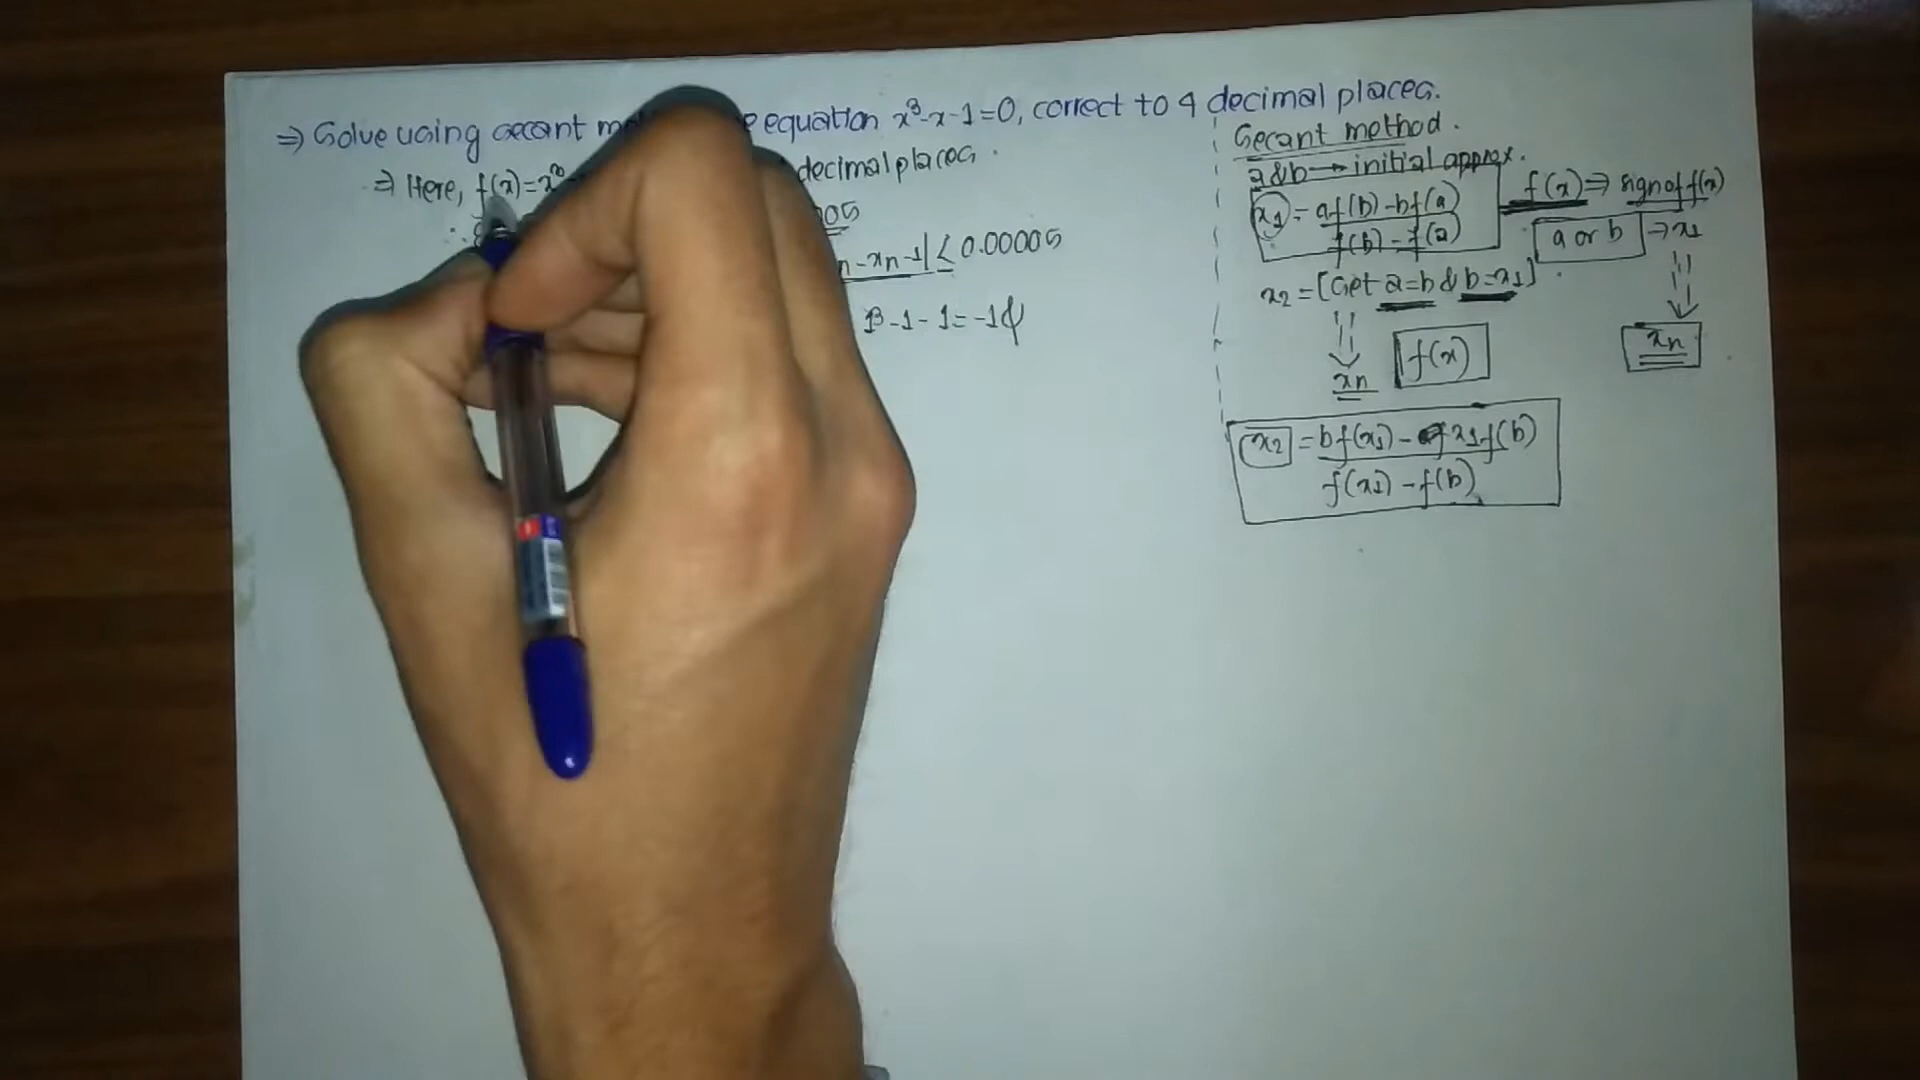 ⇒ Solve using secant equation x³-x-1=0, correct to 4 decimal places.
⇒ Here, f(x)=x³ decimal places.
05
n-xn-1| ≤ 0.00005
1³-1-1=-1
Secant method.
a & b → initial approx.
x1 = af(b)-bf(a) / f(b)-f(a)
f(x) ⇒ sign of f(x)
a or b → x1
x2 = [Set a=b & b=x1]
xn
f(x)
xn
x2 = bf(x1) - x1f(b) / f(x1) - f(b)